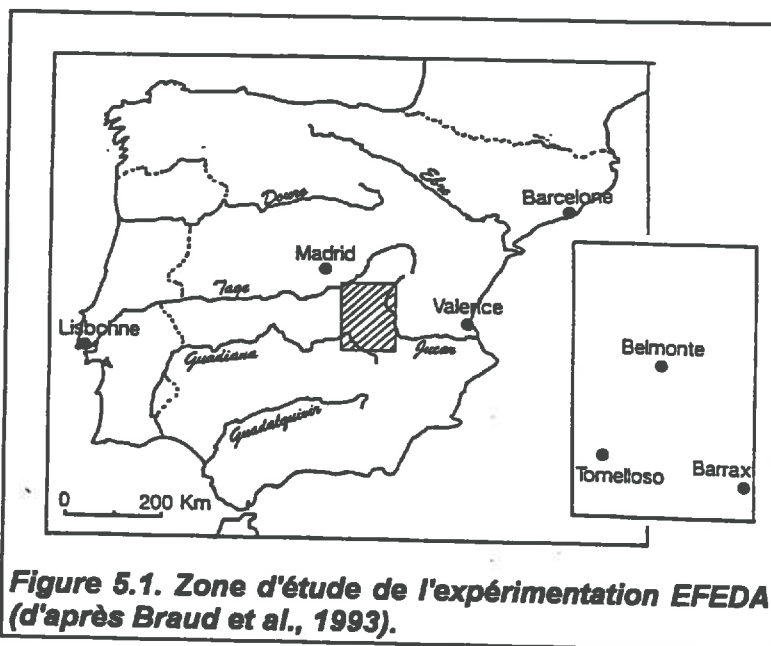 Ebre
Barcelone
Douro
Madrid
Tage
Valence
Lisbonne
Belmonte
Guadiana
Jucar
Guadalquivir
Tomelloso
Barrax
0 200 Km
Figure 5.1. Zone d'étude de l'expérimentation EFEDA
(d'après Braud et al., 1993).